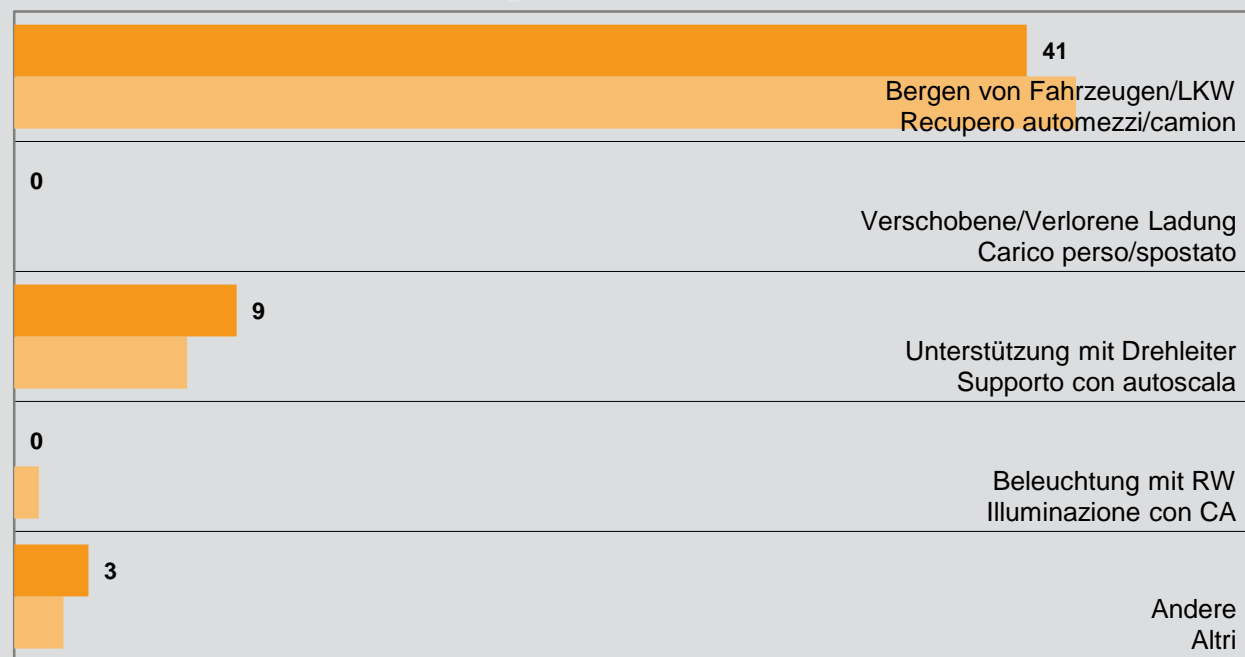 41
Bergen von Fahrzeugen/LKW
Recupero automezzi/camion
0
Verschobene/Verlorene Ladung
Carico perso/spostato
9
Unterstützung mit Drehleiter
Supporto con autoscala
0
Beleuchtung mit RW
Illuminazione con CA
3
Andere
Altri